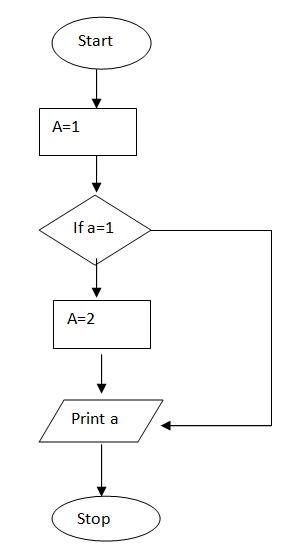 Start
A=1
If a=1
A=2
Print a
Stop